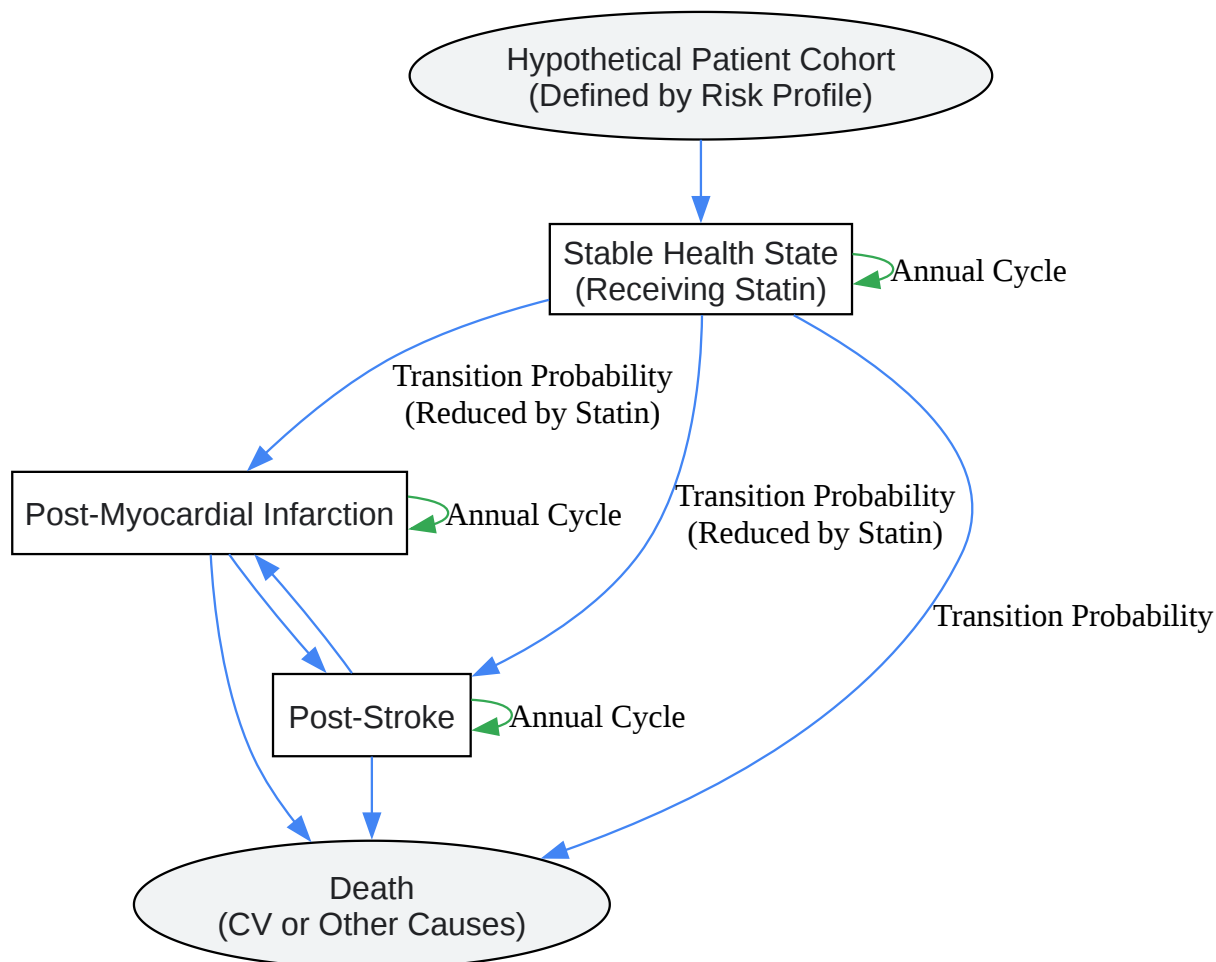 Hypothetical Patient Cohort
(Defined by Risk Profile)
Stable Health State
(Receiving Statin)
Annual Cycle
Transition Probability
(Reduced by Statin)
Transition Probability
(Reduced by Statin)
Post-Myocardial Infarction
Annual Cycle
Transition Probability
Post-Stroke
Annual Cycle
Death
(CV or Other Causes)